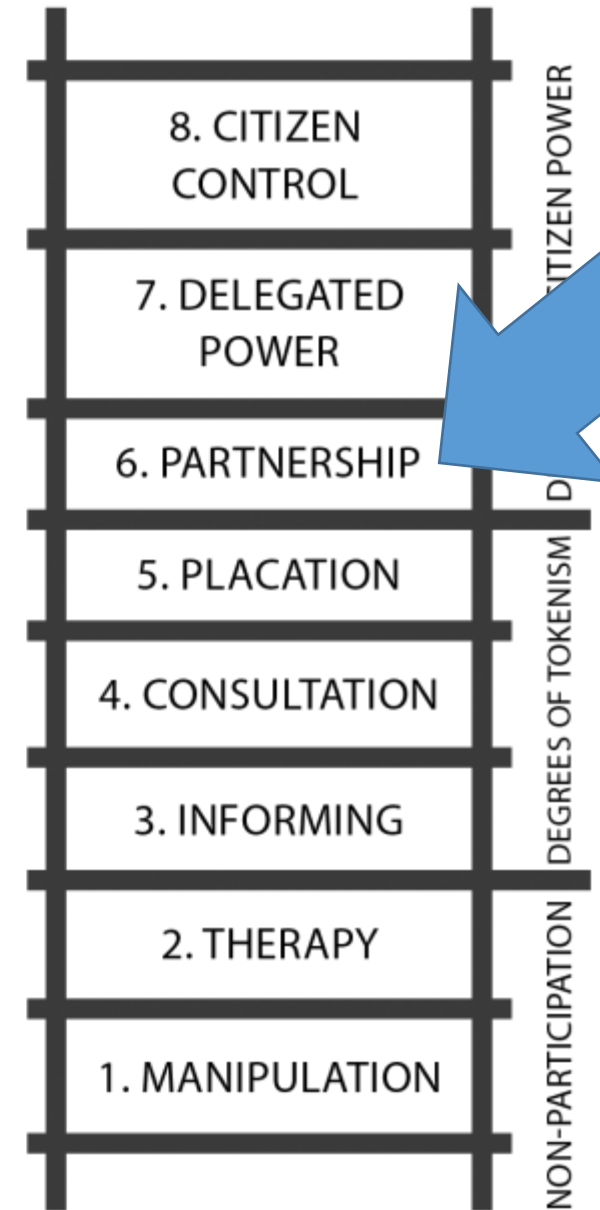 8. CITIZEN
CONTROL
7. DELEGATED
POWER
6. PARTNERSHIP
5. PLACATION
4. CONSULTATION
3. INFORMING
2. THERAPY
1. MANIPULATION
POWER
DEGREES OF TOKENISM
NON-PARTICIPATION